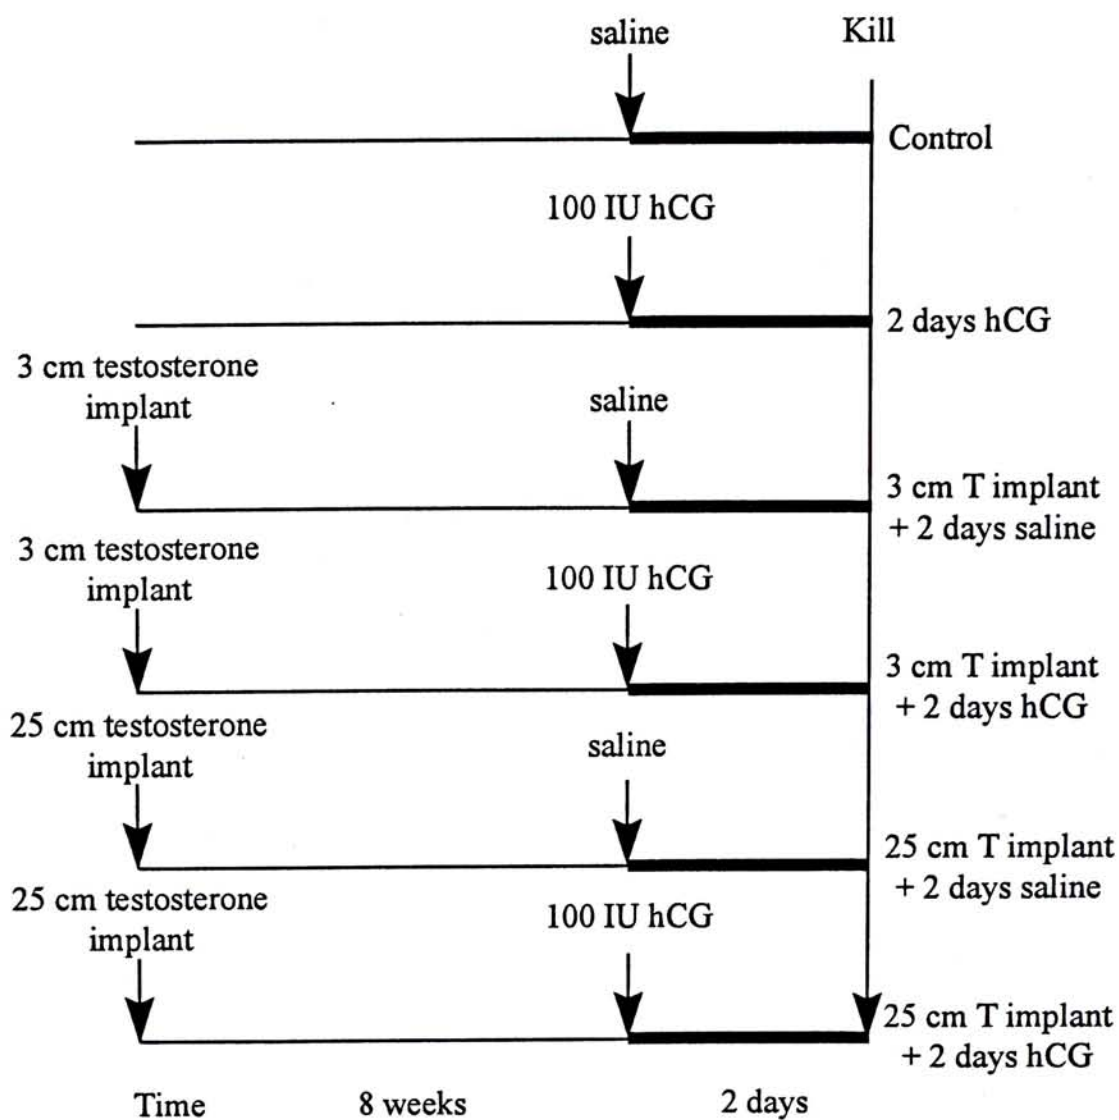 saline
Kill
Control
100 IU hCG
2 days hCG
3 cm testosterone
implant
saline
3 cm T implant
+ 2 days saline
3 cm testosterone
implant
100 IU hCG
3 cm T implant
+ 2 days hCG
25 cm testosterone
implant
saline
25 cm T implant
+ 2 days saline
25 cm testosterone
implant
100 IU hCG
25 cm T implant
+ 2 days hCG
Time 8 weeks 2 days